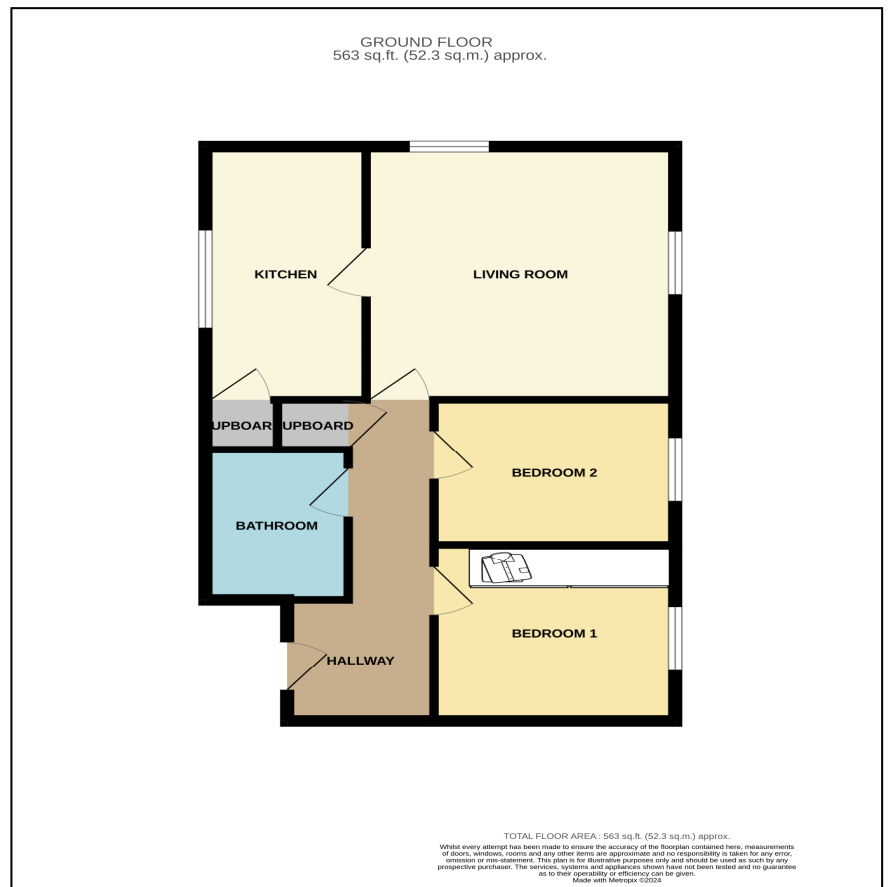 GROUND FLOOR
563 sq.ft. (52.3 sq.m.) approx.
KITCHEN
LIVING ROOM
UPBOAR
UPBOARD
BEDROOM 2
BATHROOM
BEDROOM 1
HALLWAY
TOTAL FLOOR AREA : 563 sq.ft. (52.3 sq.m.) approx.
Whilst every attempt has been made to ensure the accuracy of the floorplan contained here, measurements
of doors, windows, rooms and any other items are approximate and no responsibility is taken for any error,
omission or mis-statement. This plan is for illustrative purposes only and should be used as such by any
prospective purchaser. The services, systems and appliances shown have not been tested and no guarantee
as to their operability or efficiency can be given.
Made with Metropix ©2024